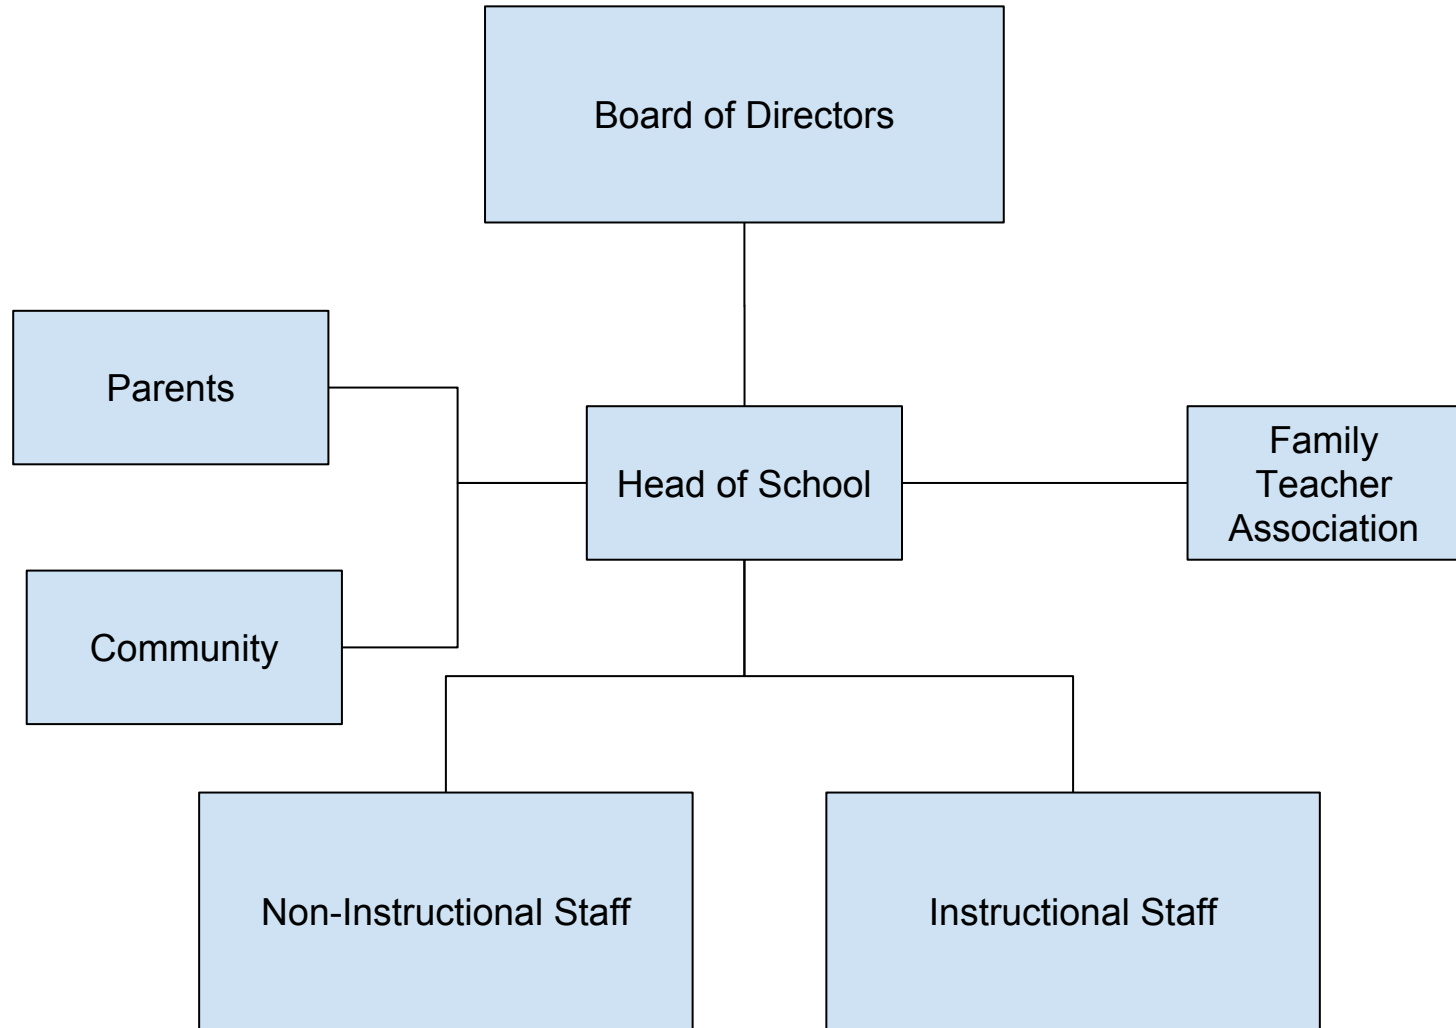 Board of Directors
Parents
Head of School
Family
Teacher
Association
Community
Non-Instructional Staff
Instructional Staff